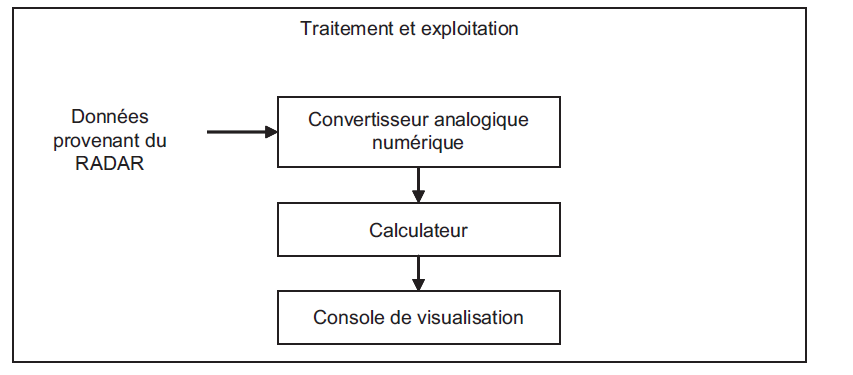 Traitement et exploitation
Données
provenant du
RADAR
Convertisseur analogique
numérique
Calculateur
Console de visualisation